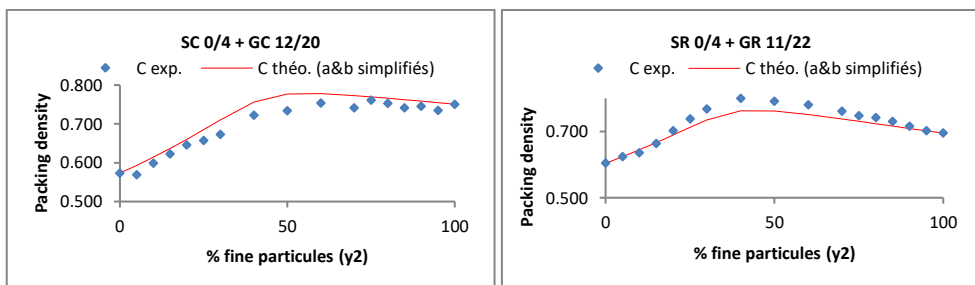 SC 0/4 + GC 12/20
C exp.
C théo. (a&b simplifiés)
0.800
0.700
0.600
0.500
Packing density
0
50
100
% fine particules (y2)
SR 0/4 + GR 11/22
C exp.
C théo. (a&b simplifiés)
0.700
0.500
Packing density
0
50
100
% fine particules (y2)